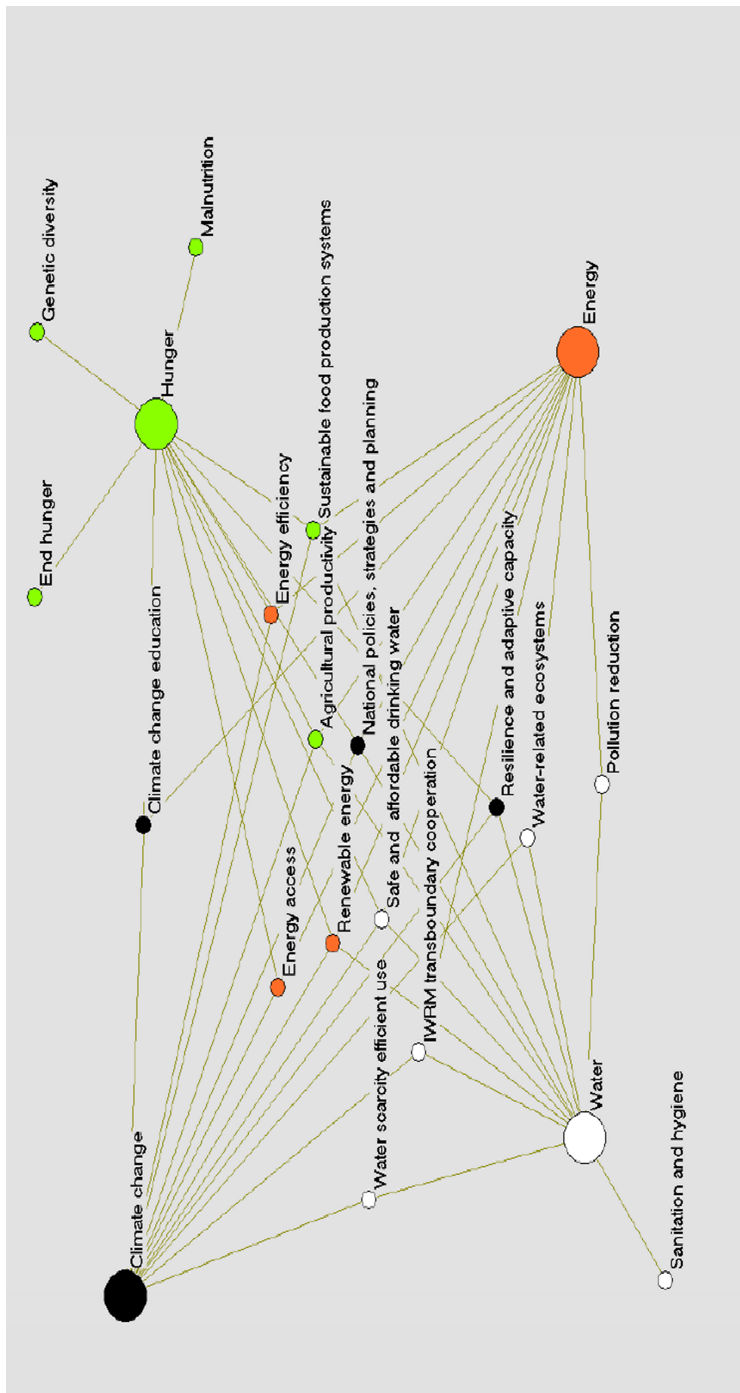 Genetic diversity
Malnutrition
End hunger
Hunger
Sustainable food production systems
Energy
Energy efficiency
Climate change education
Agricultural productivity
National policies, strategies and planning
Safe and affordable drinking water
Resilience and adaptive capacity
Water-related ecosystems
Pollution reduction
Energy access
Renewable energy
IWRM transboundary cooperation
Water scarcity efficient use
Climate change
Water
Sanitation and hygiene